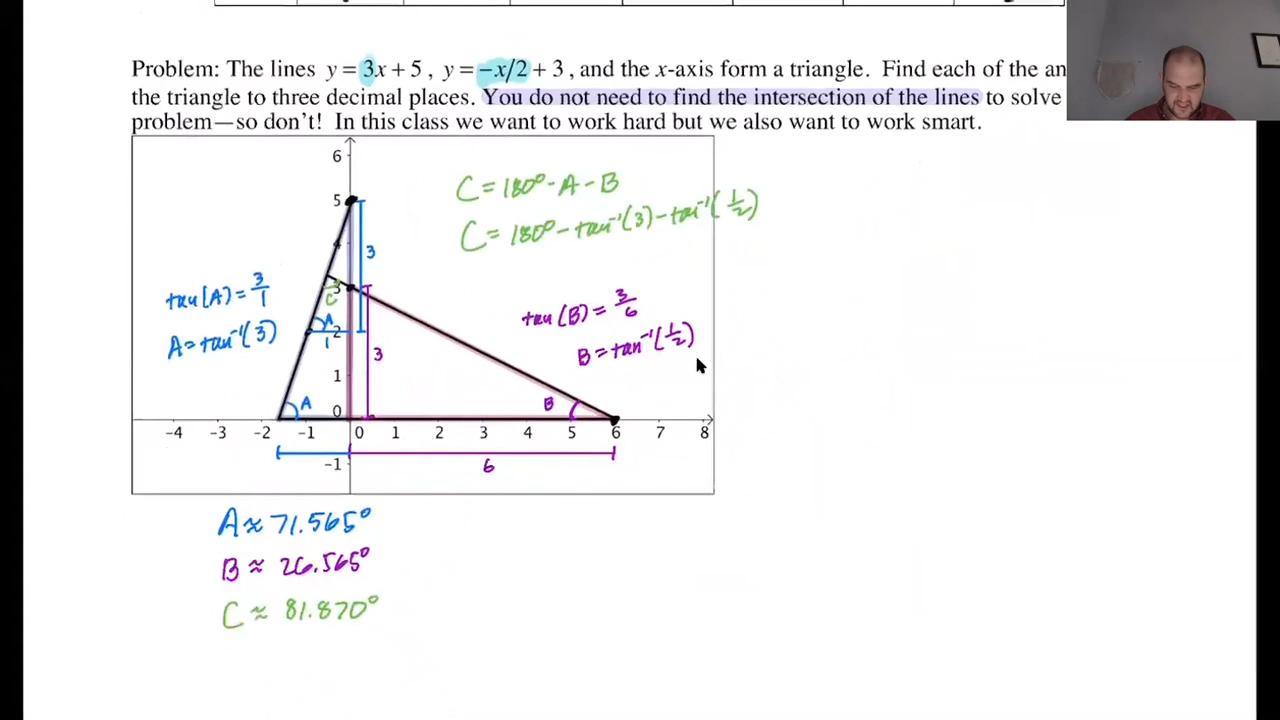 Problem: The lines y = 3x + 5 , y = −x/2 + 3 , and the x-axis form a triangle. Find each of the an
the triangle to three decimal places. You do not need to find the intersection of the lines to solve
problem—so don't! In this class we want to work hard but we also want to work smart.
6
5
4
3
2
1
0
-1
-4 -3 -2 -1 0 1 2 3 4 5 6 7 8
C = 180° - A - B
C = 180° - tan⁻¹(3) - tan⁻¹(1/2)
3
tan(A) = 3/1
A = tan⁻¹(3)
C
A
1
3
tan(B) = 3/6
B = tan⁻¹(1/2)
A
B
6
A ≈ 71.565°
B ≈ 26.565°
C ≈ 81.870°